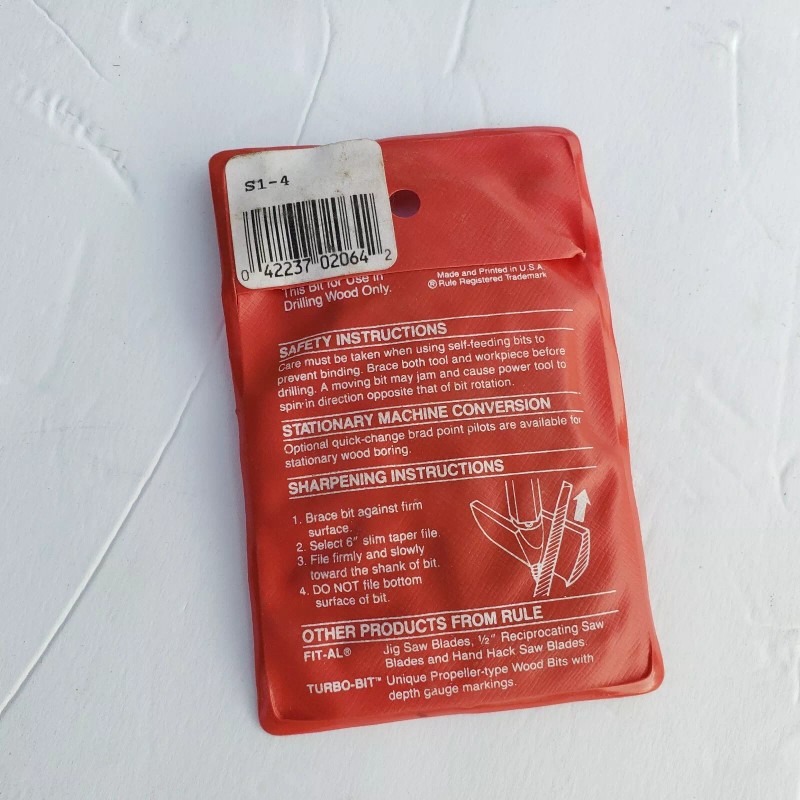 S1-4
0 42237 02064 2
This Bit for Use in
Drilling Wood Only.
Made and Printed in U.S.A.
® Rule Registered Trademark
SAFETY INSTRUCTIONS
Care must be taken when using self-feeding bits to
prevent binding. Brace both tool and workpiece before
drilling. A moving bit may jam and cause power tool to
spin in direction opposite that of bit rotation.
STATIONARY MACHINE CONVERSION
Optional quick-change brad point pilots are available for
stationary wood boring.
SHARPENING INSTRUCTIONS
1. Brace bit against firm
surface.
2. Select 6" slim taper file.
3. File firmly and slowly
toward the shank of bit.
4. DO NOT file bottom
surface of bit.
OTHER PRODUCTS FROM RULE
FIT-AL® Jig Saw Blades, 1/2" Reciprocating Saw
Blades and Hand Hack Saw Blades.
TURBO-BIT™ Unique Propeller-type Wood Bits with
depth gauge markings.